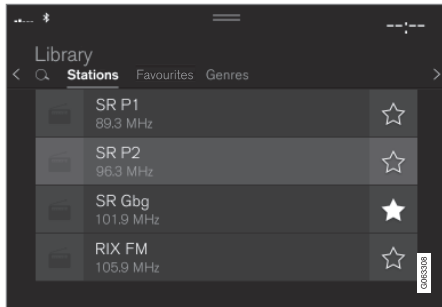 --:--
Library
Stations Favourites Genres
SR P1
89.3 MHz
SR P2
96.3 MHz
SR Gbg
101.9 MHz
RIX FM
105.9 MHz
G063308